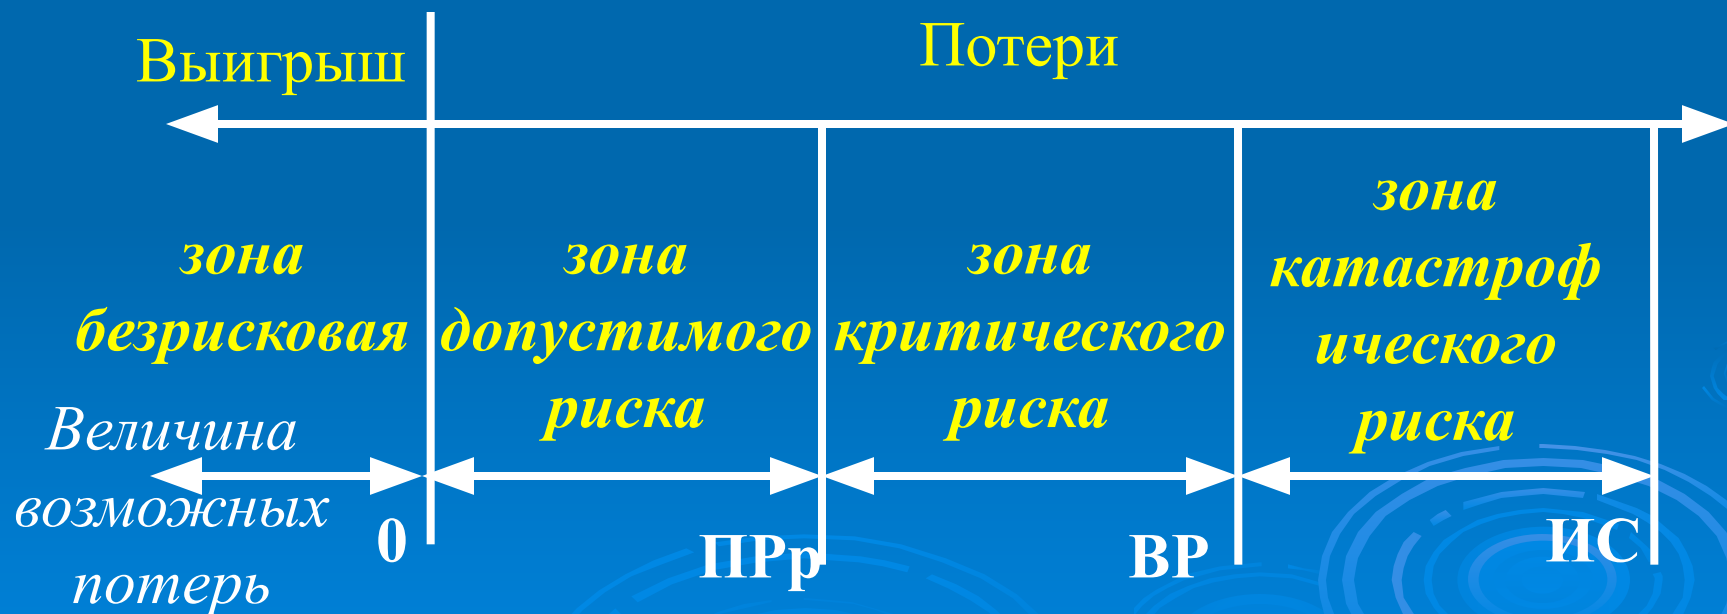 Выигрыш
Потери
зона
безрисковая
зона
допустимого
риска
зона
критического
риска
зона
катастроф
ического
риска
Величина
возможных
потерь
0
ПРр
ВР
ИС